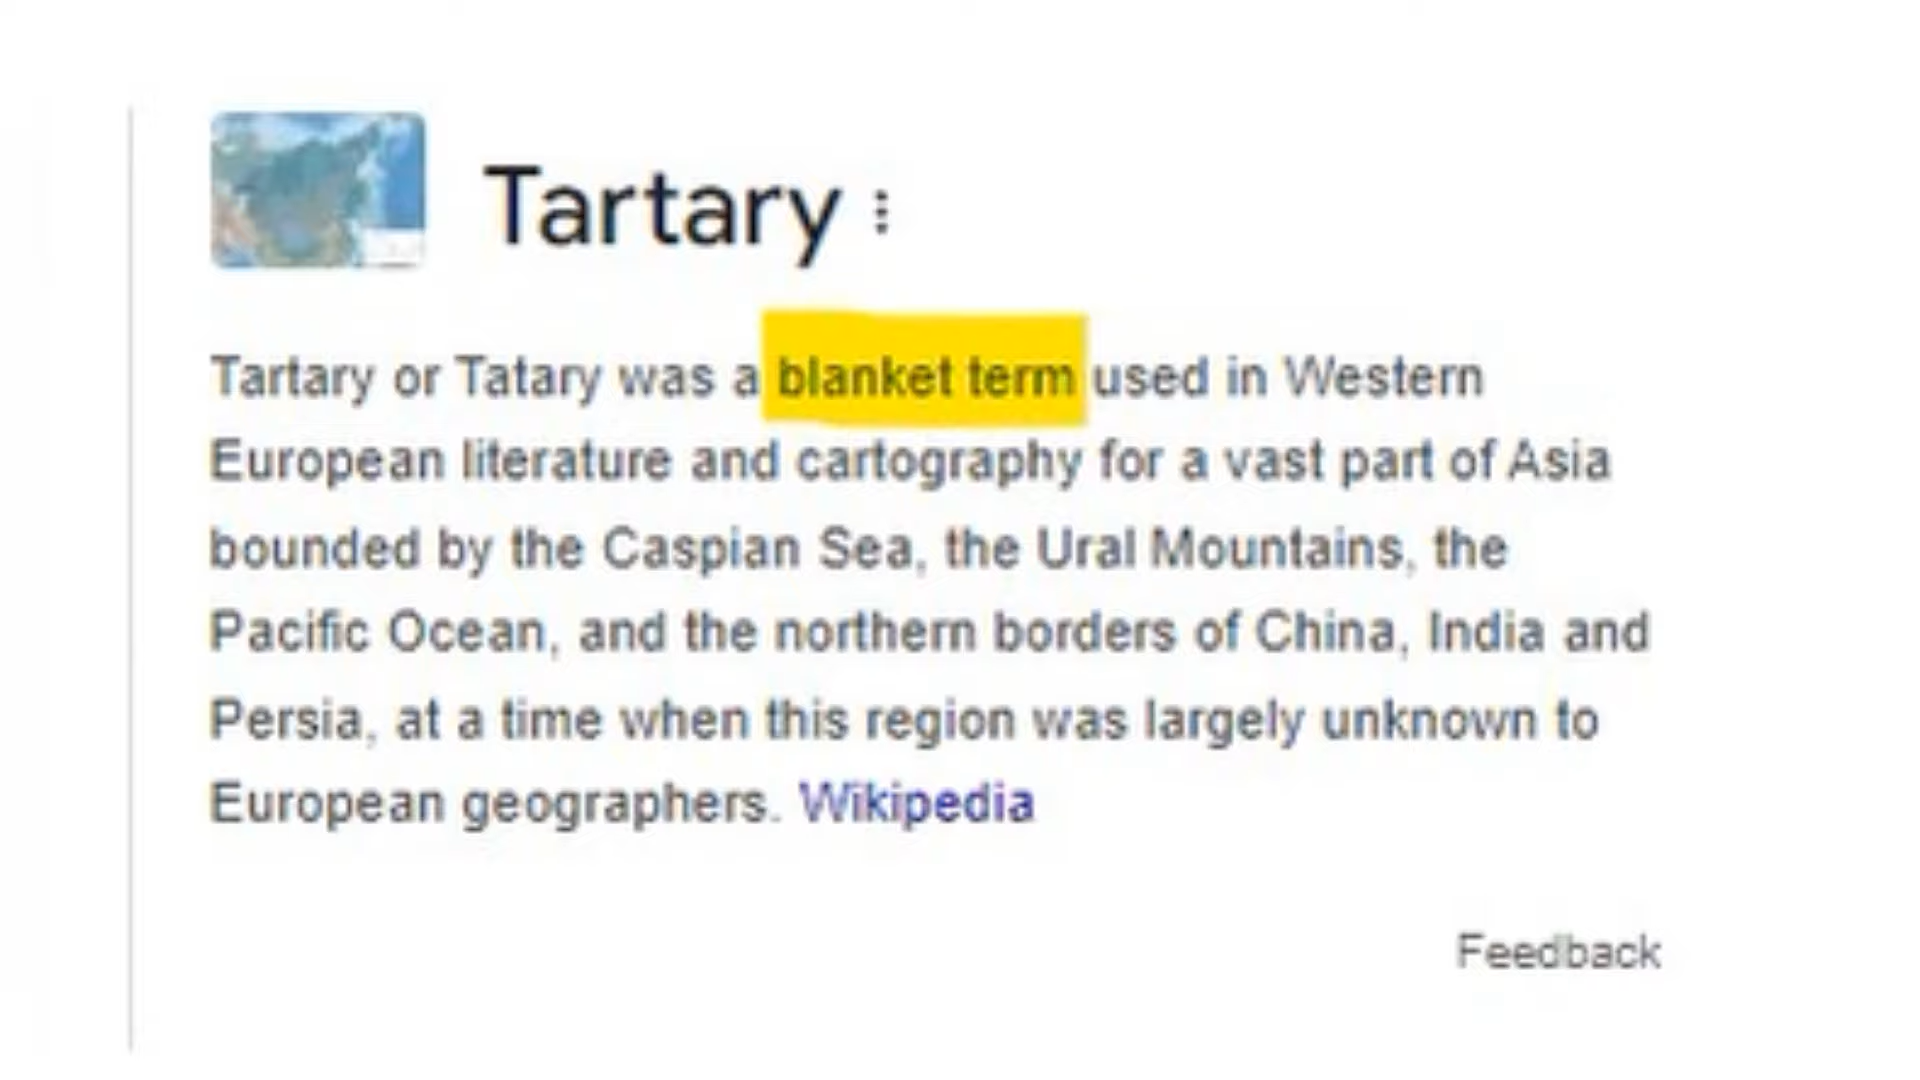 Tartary
Tartary or Tatary was a blanket term used in Western
European literature and cartography for a vast part of Asia
bounded by the Caspian Sea, the Ural Mountains, the
Pacific Ocean, and the northern borders of China, India and
Persia, at a time when this region was largely unknown to
European geographers. Wikipedia
Feedback